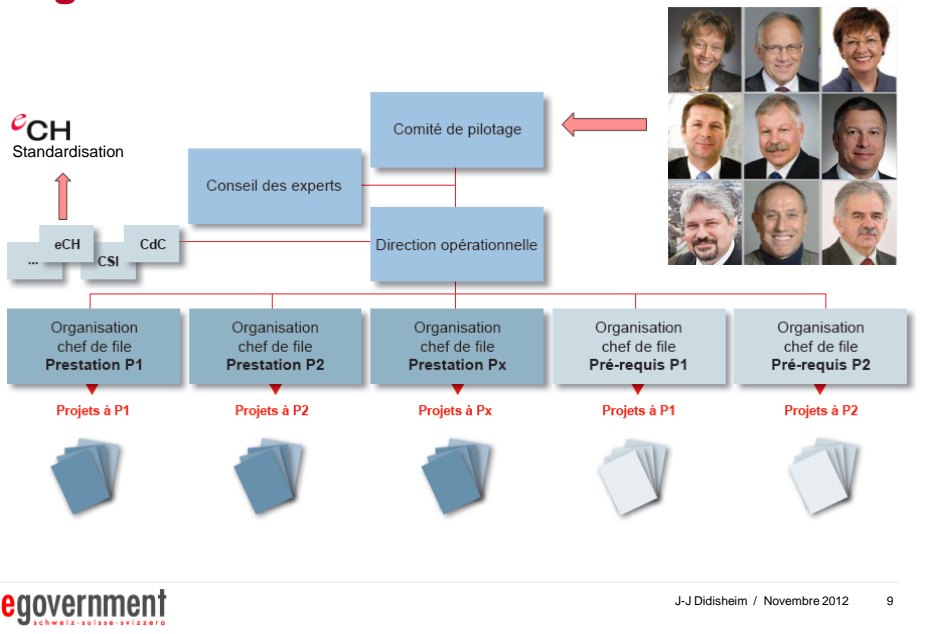 eCH
Standardisation
Comité de pilotage
Conseil des experts
Direction opérationnelle
eCH
CdC
...
CSI
Organisation
chef de file
Prestation P1
Organisation
chef de file
Prestation P2
Organisation
chef de file
Prestation Px
Organisation
chef de file
Pré-requis P1
Organisation
chef de file
Pré-requis P2
Projets à P1
Projets à P2
Projets à Px
Projets à P1
Projets à P2
egovernment
schweiz-suisse-svizzera
J-J Didisheim / Novembre 2012 9